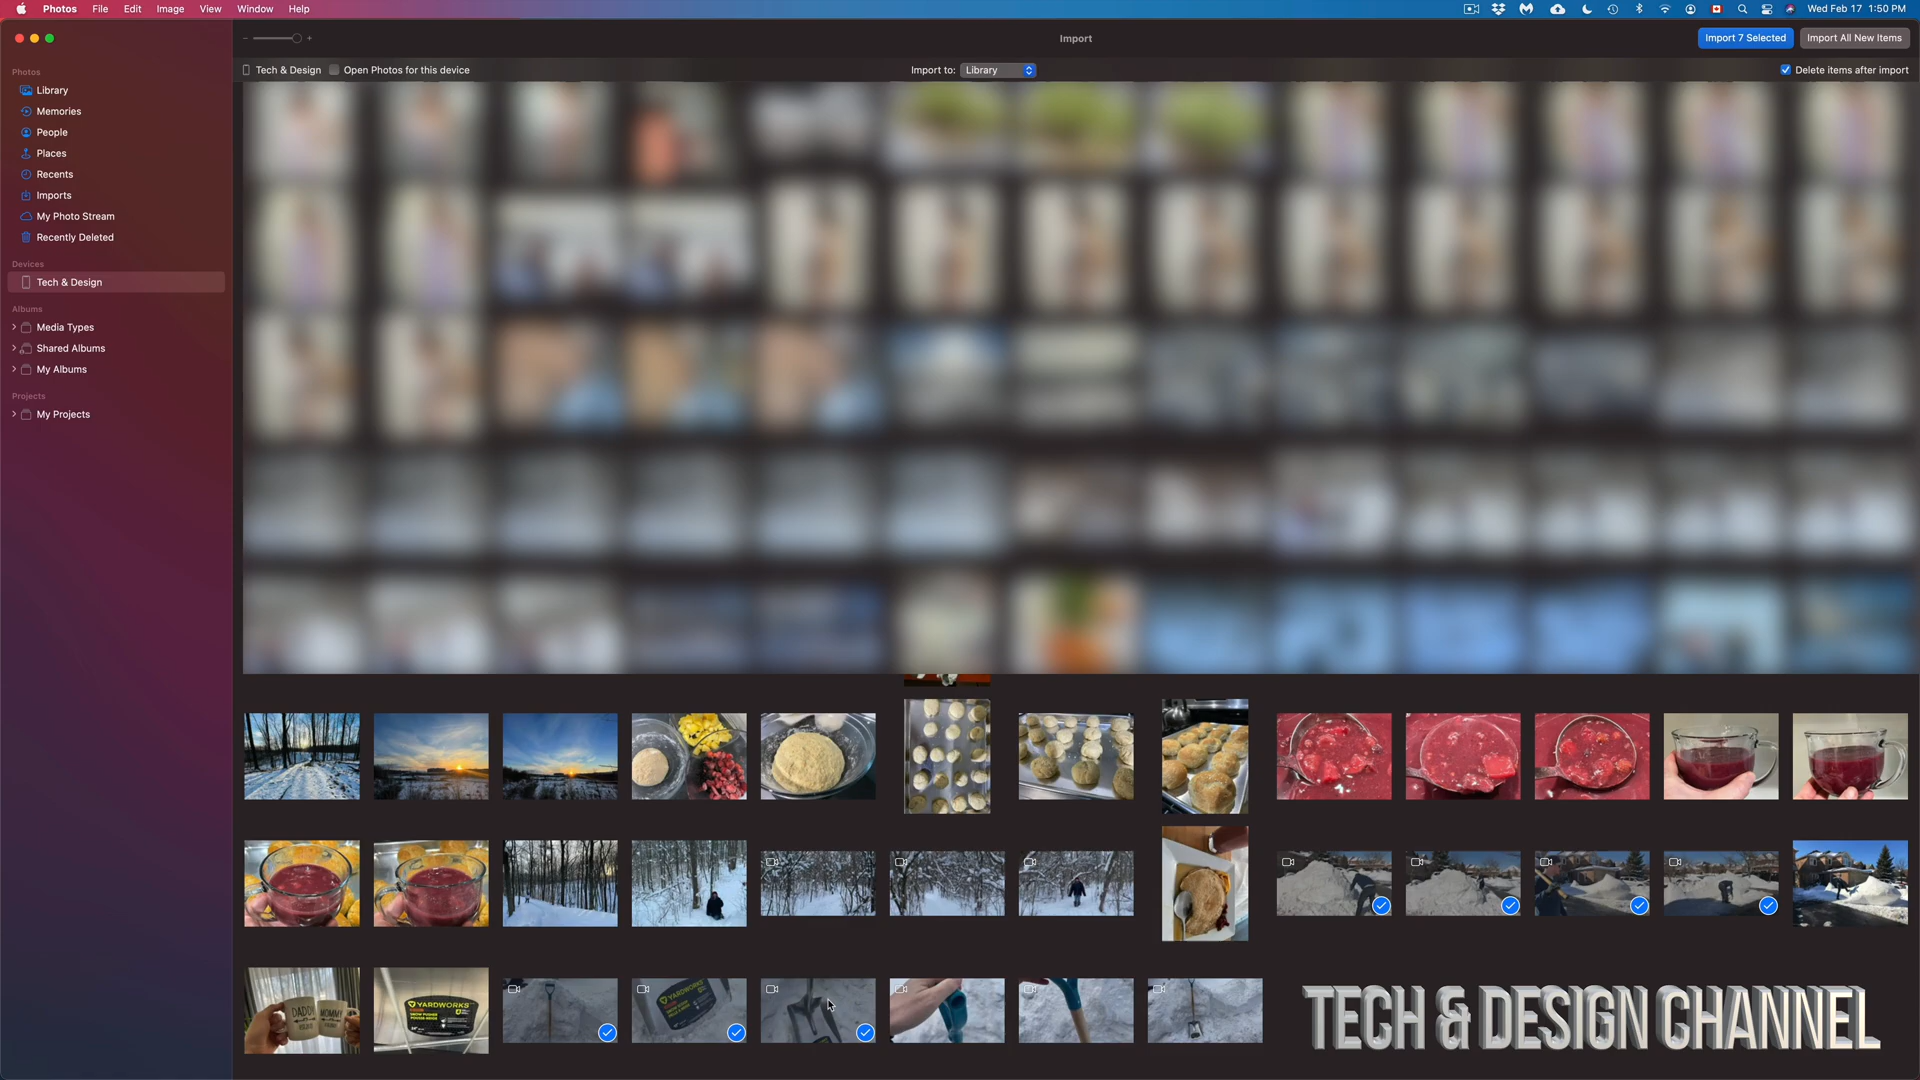 Photos File Edit Image View Window Help
Wed Feb 17 1:50 PM
Import
Import 7 Selected
Import All New Items
Tech & Design
Open Photos for this device
Import to: Library
Delete items after import
Photos
Library
Memories
People
Places
Recents
Imports
My Photo Stream
Recently Deleted
Devices
Tech & Design
Albums
Media Types
Shared Albums
My Albums
Projects
My Projects
DADDY
MOMMY
YARDWORKS
YARDWORKS
TECH & DESIGN CHANNEL